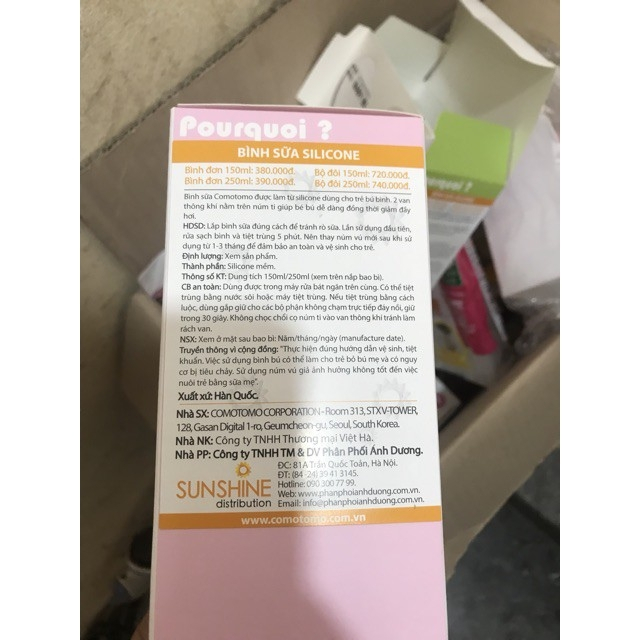 Pourquoi ?
BÌNH SỮA SILICONE
Bình đơn 150ml: 380.000đ. Bộ đôi 150ml: 720.000đ.
Bình đơn 250ml: 390.000đ. Bộ đôi 250ml: 740.000đ.
Bình sữa Comotomo được làm từ silicone dùng cho trẻ bú bình. 2 van
thông khí nằm trên núm ti giúp bé bú dễ dàng đồng thời giảm đầy
hơi.
HDSD: Lắp bình sữa đúng cách để tránh rò sữa. Lần sử dụng đầu tiên,
rửa sạch bình và tiệt trùng 5 phút. Nên thay núm vú mới sau khi sử
dụng từ 1-3 tháng để đảm bảo an toàn và vệ sinh cho trẻ.
Định lượng: Xem sản phẩm.
Thành phần: Silicone mềm.
Thông số KT: Dung tích 150ml/250ml (xem trên nắp bao bì).
CB an toàn: Dùng được trong máy rửa bát ngăn trên cùng. Có thể tiệt
trùng bằng nước sôi hoặc máy tiệt trùng. Nếu tiệt trùng bằng cách
luộc, dùng gắp giữ cho các bộ phận không chạm trực tiếp đáy nồi, giữ
trong 30 giây. Không chọc chổi cọ núm ti vào van thông khí tránh làm
rách van.
NSX: Xem ở mặt sau bao bì: Năm/tháng/ngày (manufacture date).
Truyền thông vì cộng đồng: "Thực hiện đúng hướng dẫn vệ sinh, tiệt
khuẩn. Việc sử dụng bình bú có thể làm cho trẻ bỏ bú mẹ và có nguy
cơ bị tiêu chảy. Sử dụng núm vú giả ảnh hưởng không tốt đến việc
nuôi trẻ bằng sữa mẹ".
Xuất xứ: Hàn Quốc.
Nhà SX: COMOTOMO CORPORATION - Room 313, STXV-TOWER,
128, Gasan Digital 1-ro, Geumcheon-gu, Seoul, South Korea.
Nhà NK: Công ty TNHH Thương mại Việt Hà.
Nhà PP: Công ty TNHH TM & DV Phân Phối Ánh Dương.
ĐC: 81A Trần Quốc Toản, Hà Nội.
ĐT: (84 -24) 39 41 3145.
Hotline: 090 300 77 99.
Web: www.phanphoianhduong.com.vn.
Email: info@phanphoianhduong.com.vn.
SUNSHINE
distribution
www.comotomo.com.vn